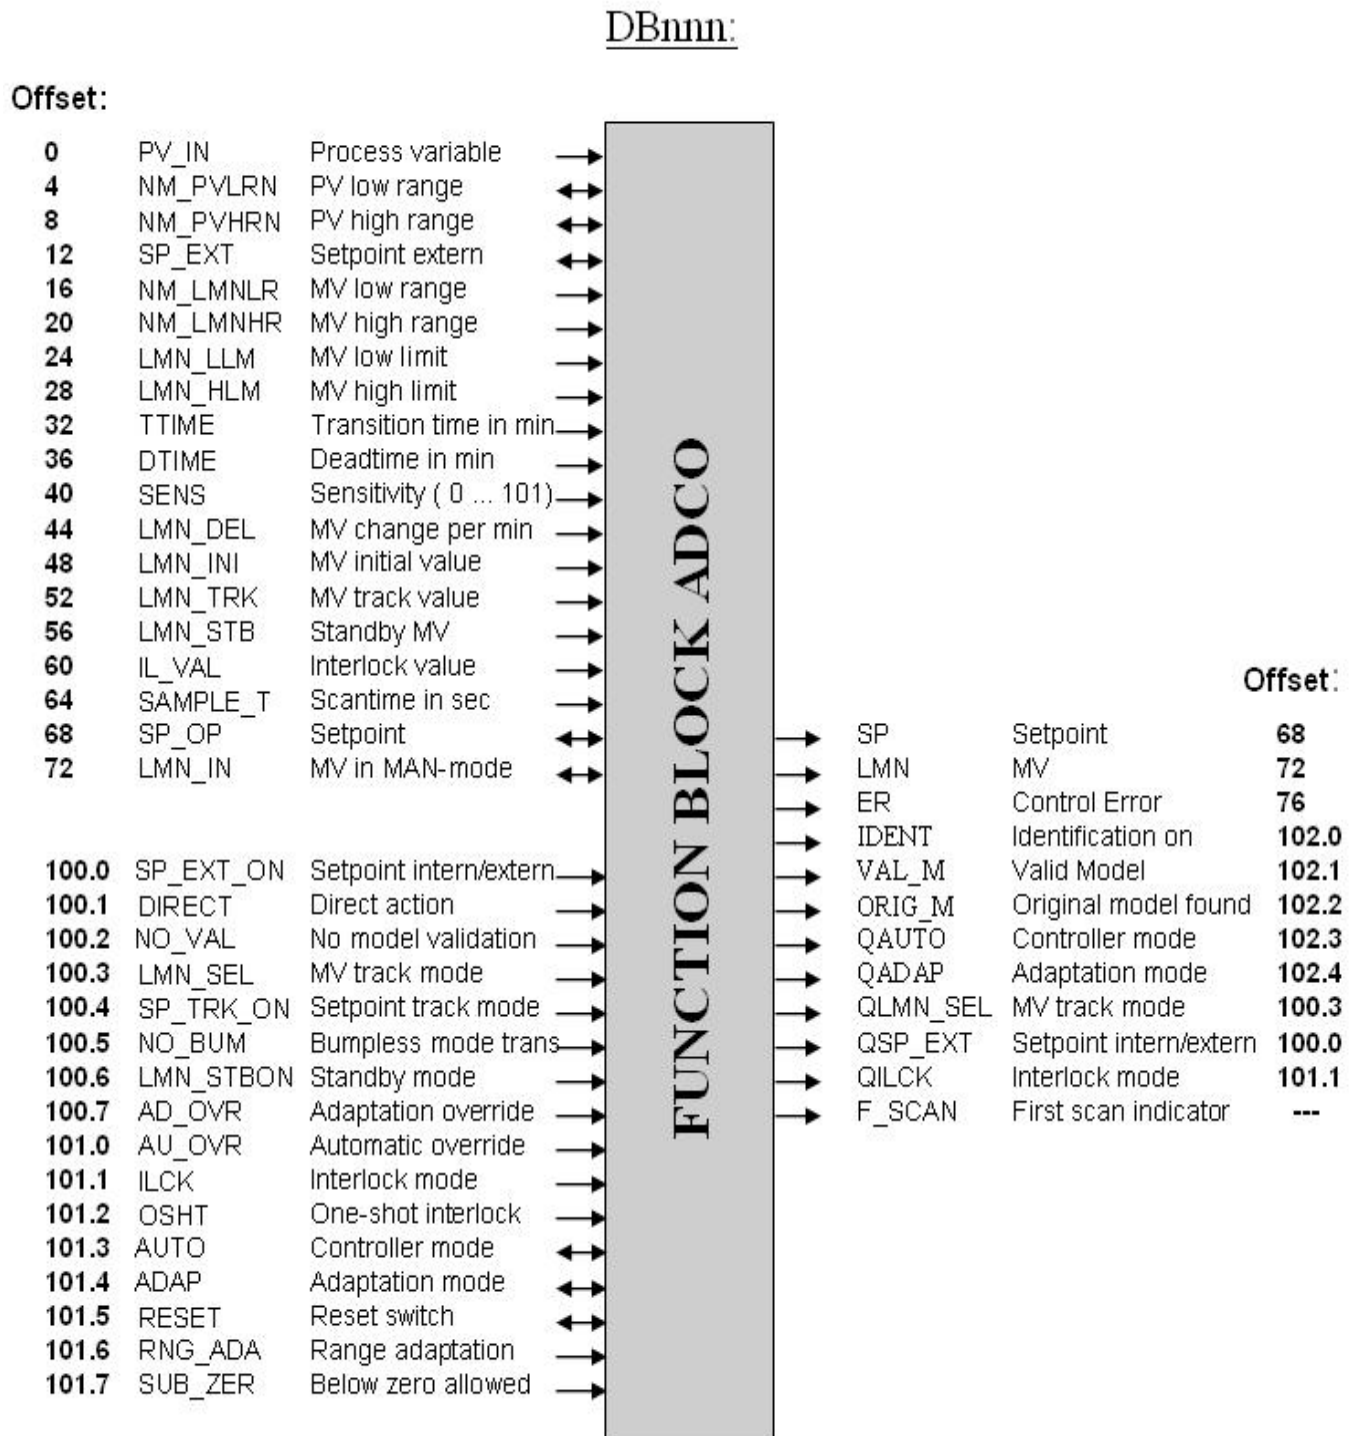 DBnnn:
Offset:
0 PV_IN Process variable
4 NM_PVLRN PV low range
8 NM_PVHRN PV high range
12 SP_EXT Setpoint extern
16 NM_LMNLR MV low range
20 NM_LMNHR MV high range
24 LMN_LLM MV low limit
28 LMN_HLM MV high limit
32 TTIME Transition time in min
36 DTIME Deadtime in min
40 SENS Sensitivity ( 0 ... 101)
44 LMN_DEL MV change per min
48 LMN_INI MV initial value
52 LMN_TRK MV track value
56 LMN_STB Standby MV
60 IL_VAL Interlock value
64 SAMPLE_T Scantime in sec
68 SP_OP Setpoint
72 LMN_IN MV in MAN-mode
100.0 SP_EXT_ON Setpoint intern/extern
100.1 DIRECT Direct action
100.2 NO_VAL No model validation
100.3 LMN_SEL MV track mode
100.4 SP_TRK_ON Setpoint track mode
100.5 NO_BUM Bumpless mode trans
100.6 LMN_STBON Standby mode
100.7 AD_OVR Adaptation override
101.0 AU_OVR Automatic override
101.1 ILCK Interlock mode
101.2 OSHT One-shot interlock
101.3 AUTO Controller mode
101.4 ADAP Adaptation mode
101.5 RESET Reset switch
101.6 RNG_ADA Range adaptation
101.7 SUB_ZER Below zero allowed
FUNCTION BLOCK ADCO
Offset:
SP Setpoint 68
LMN MV 72
ER Control Error 76
IDENT Identification on 102.0
VAL_M Valid Model 102.1
ORIG_M Original model found 102.2
QAUTO Controller mode 102.3
QADAP Adaptation mode 102.4
QLMN_SEL MV track mode 100.3
QSP_EXT Setpoint intern/extern 100.0
QILCK Interlock mode 101.1
F_SCAN First scan indicator ---